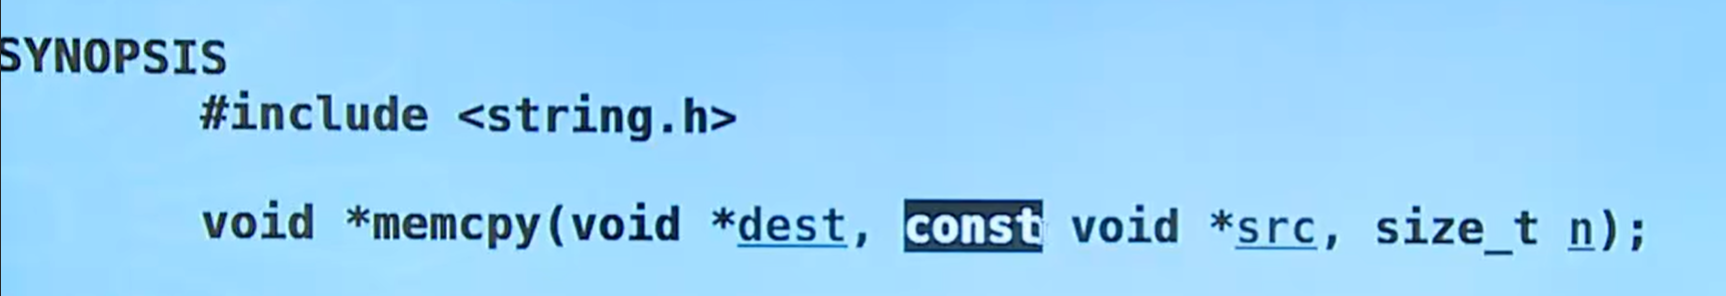 SYNOPSIS
#include <string.h>
void *memcpy(void *dest, const void *src, size_t n);